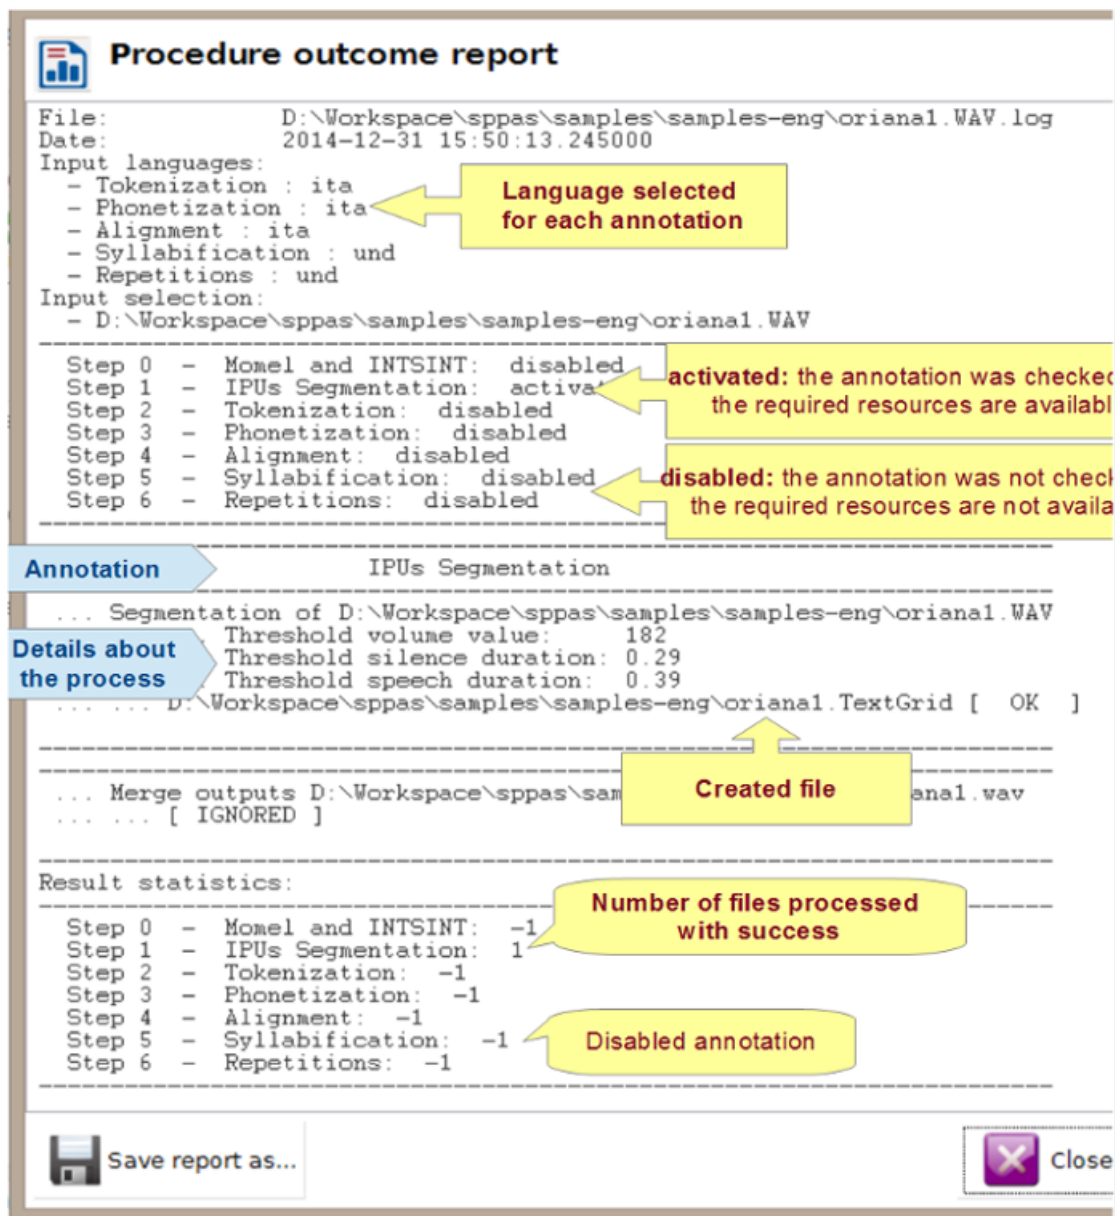 Procedure outcome report
File: D:\Workspace\sppas\samples\samples-eng\oriana1.WAV.log
Date: 2014-12-31 15:50:13.245000
Input languages:
- Tokenization : ita
- Phonetization : ita
- Alignment : ita
- Syllabification : und
- Repetitions : und
Language selected
for each annotation
Input selection:
- D:\Workspace\sppas\samples\samples-eng\oriana1.WAV
Step 0 - Momel and INTSINT: disabled
Step 1 - IPUs Segmentation: activat
Step 2 - Tokenization: disabled
Step 3 - Phonetization: disabled
Step 4 - Alignment: disabled
Step 5 - Syllabification: disabled
Step 6 - Repetitions: disabled
activated: the annotation was checked
the required resources are availabl
disabled: the annotation was not check
the required resources are not availa
Annotation
IPUs Segmentation
... Segmentation of D:\Workspace\sppas\samples\samples-eng\oriana1.WAV
Details about
the process
Threshold volume value: 182
Threshold silence duration: 0.29
Threshold speech duration: 0.39
... ... D:\Workspace\sppas\samples\samples-eng\oriana1.TextGrid [ OK ]
Created file
... Merge outputs D:\Workspace\sppas\sam ana1.wav
... ... [ IGNORED ]
Result statistics:
Step 0 - Momel and INTSINT: -1
Step 1 - IPUs Segmentation: 1
Step 2 - Tokenization: -1
Step 3 - Phonetization: -1
Step 4 - Alignment: -1
Step 5 - Syllabification: -1
Step 6 - Repetitions: -1
Number of files processed
with success
Disabled annotation
Save report as...
Close